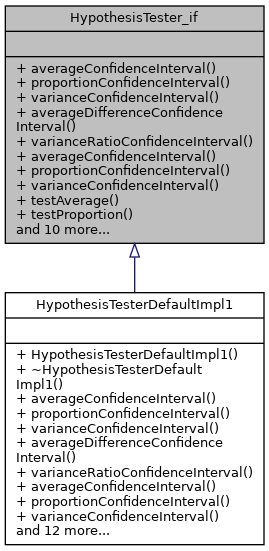 HypothesisTester_if
+ averageConfidenceInterval()
+ proportionConfidenceInterval()
+ varianceConfidenceInterval()
+ averageDifferenceConfidence
Interval()
+ varianceRatioConfidenceInterval()
+ averageConfidenceInterval()
+ proportionConfidenceInterval()
+ varianceConfidenceInterval()
+ testAverage()
+ testProportion()
and 10 more...
HypothesisTesterDefaultImpl1
+ HypothesisTesterDefaultImpl1()
+ ~HypothesisTesterDefault
Impl1()
+ averageConfidenceInterval()
+ proportionConfidenceInterval()
+ varianceConfidenceInterval()
+ averageDifferenceConfidence
Interval()
+ varianceRatioConfidenceInterval()
+ averageConfidenceInterval()
+ proportionConfidenceInterval()
+ varianceConfidenceInterval()
and 12 more...